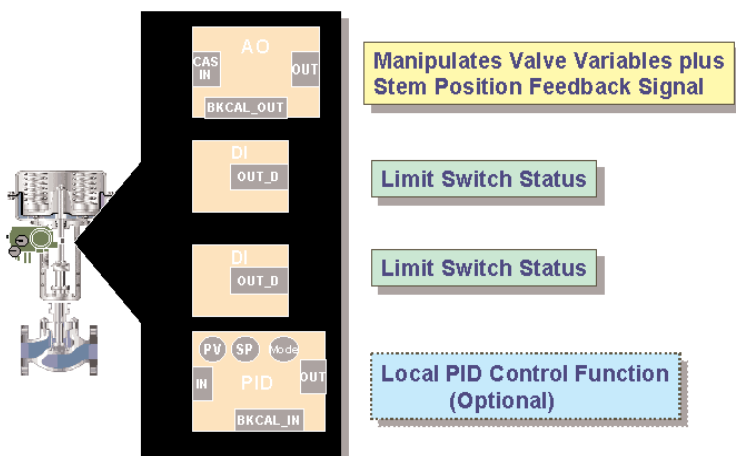 AO
CAS
IN
OUT
BKCAL_OUT
Manipulates Valve Variables plus
Stem Position Feedback Signal
DI
OUT_D
Limit Switch Status
DI
OUT_D
Limit Switch Status
PV
SP
Mode
IN
PID
OUT
BKCAL_IN
Local PID Control Function
(Optional)